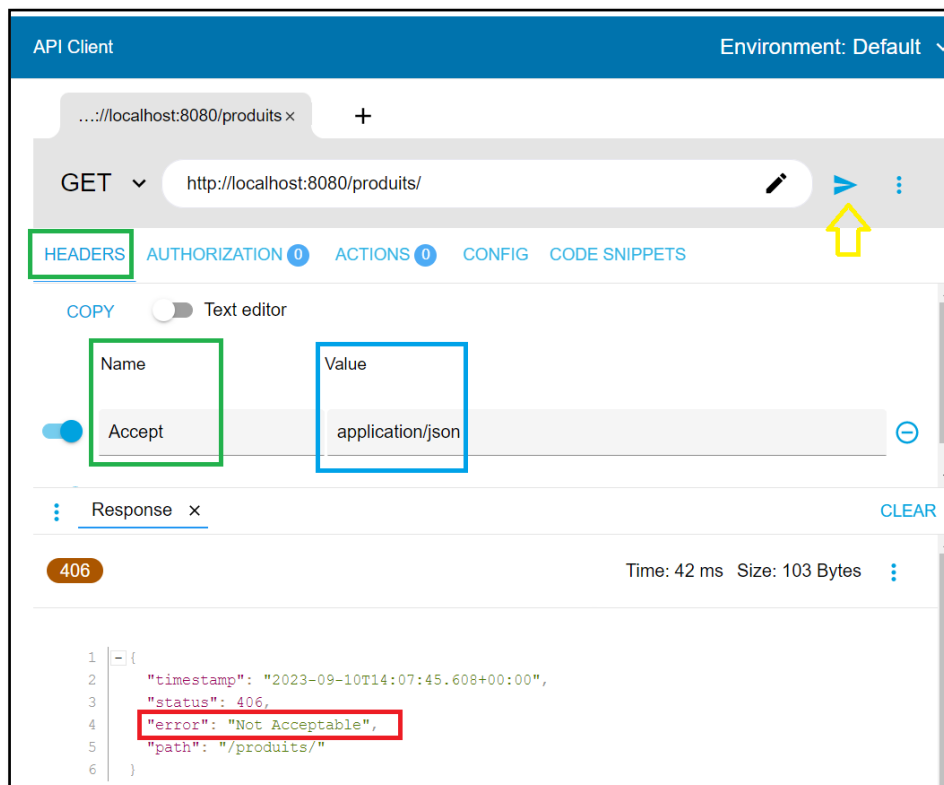 API Client
Environment: Default
...://localhost:8080/produits ×
+
GET
http://localhost:8080/produits/
HEADERS AUTHORIZATION 0 ACTIONS 0 CONFIG CODE SNIPPETS
COPY Text editor
Name Value
Accept application/json
Response ×
CLEAR
406
Time: 42 ms Size: 103 Bytes
1 {
2 "timestamp": "2023-09-10T14:07:45.608+00:00",
3 "status": 406,
4 "error": "Not Acceptable",
5 "path": "/produits/"
6 }